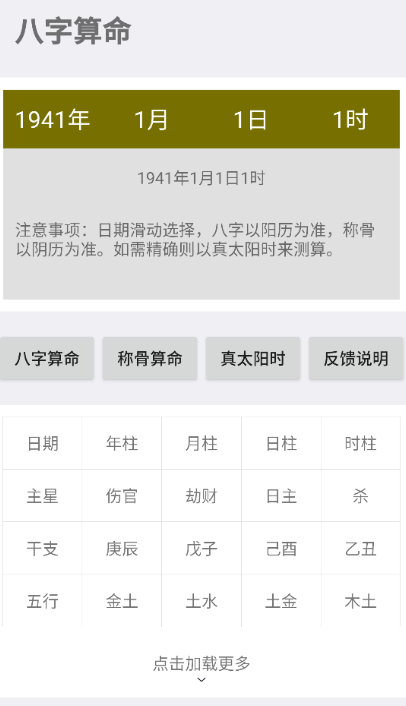 八字算命
1941年 1月 1日 1时
1941年1月1日1时
注意事项：日期滑动选择，八字以阳历为准，称骨
以阴历为准。如需精确则以真太阳时来测算。
八字算命 称骨算命 真太阳时 反馈说明
日期 年柱 月柱 日柱 时柱
主星 伤官 劫财 日主 杀
干支 庚辰 戊子 己酉 乙丑
五行 金土 土水 土金 木土
点击加载更多